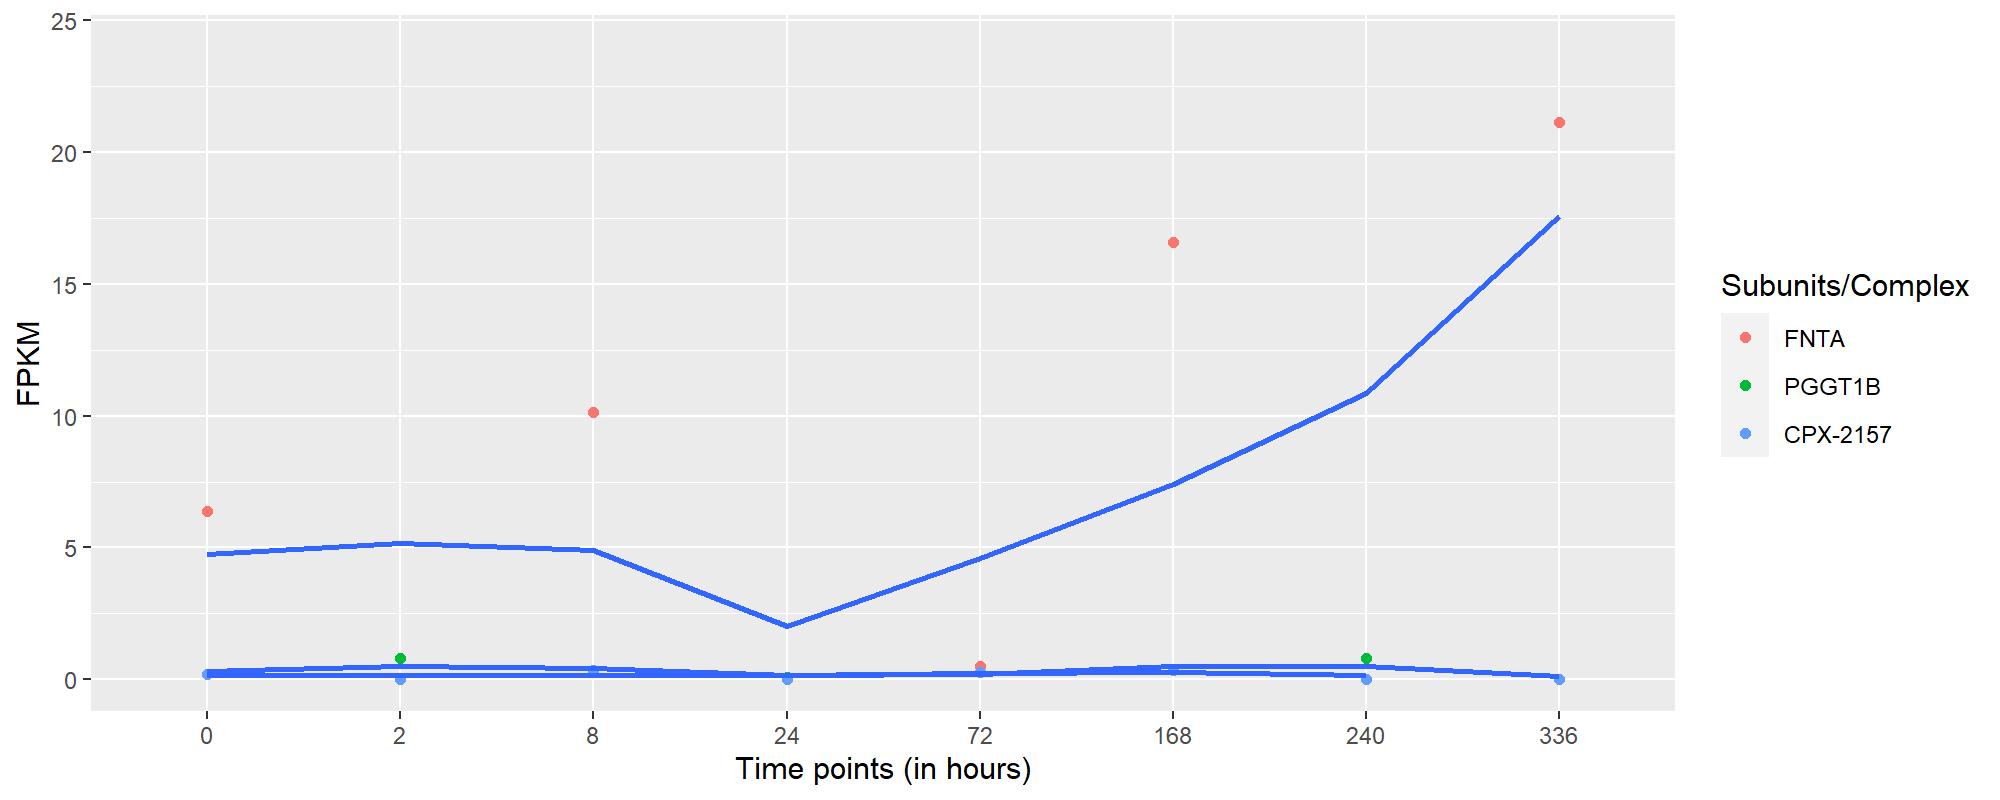 25
20
15
10
5
0
FPKM
0 2 8 24 72 168 240 336
Time points (in hours)
Subunits/Complex
FNTA
PGGT1B
CPX-2157